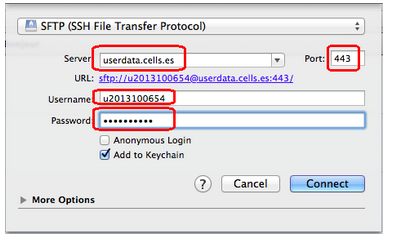 SFTP (SSH File Transfer Protocol)
Server: userdata.cells.es Port: 443
URL: sftp://u2013100654@userdata.cells.es:443/
Username: u2013100654
Password: ••••••••••
Anonymous Login
Add to Keychain
? Cancel Connect
More Options